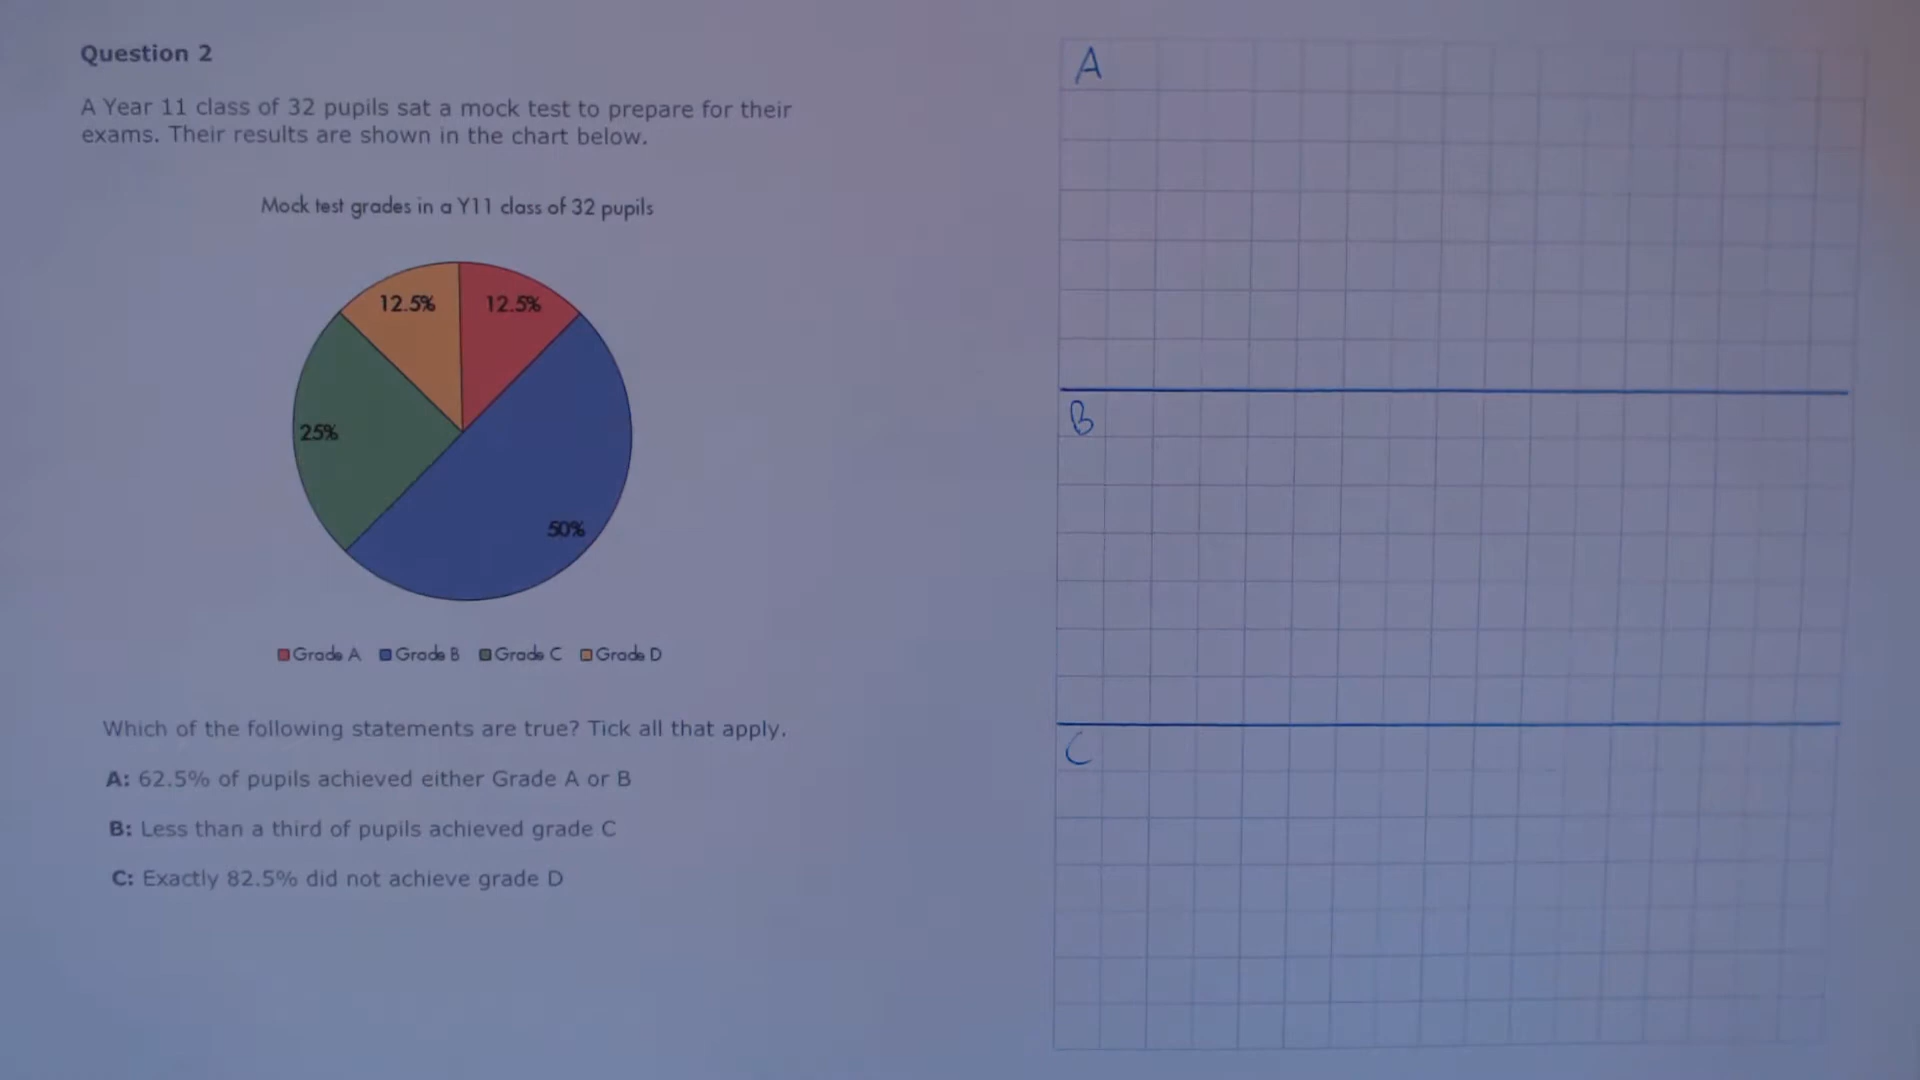 Question 2
A Year 11 class of 32 pupils sat a mock test to prepare for their
exams. Their results are shown in the chart below.
Mock test grades in a Y11 class of 32 pupils
12.5% 12.5%
25%
50%
Grade A Grade B Grade C Grade D
Which of the following statements are true? Tick all that apply.
A: 62.5% of pupils achieved either Grade A or B
B: Less than a third of pupils achieved grade C
C: Exactly 82.5% did not achieve grade D
A
B
C